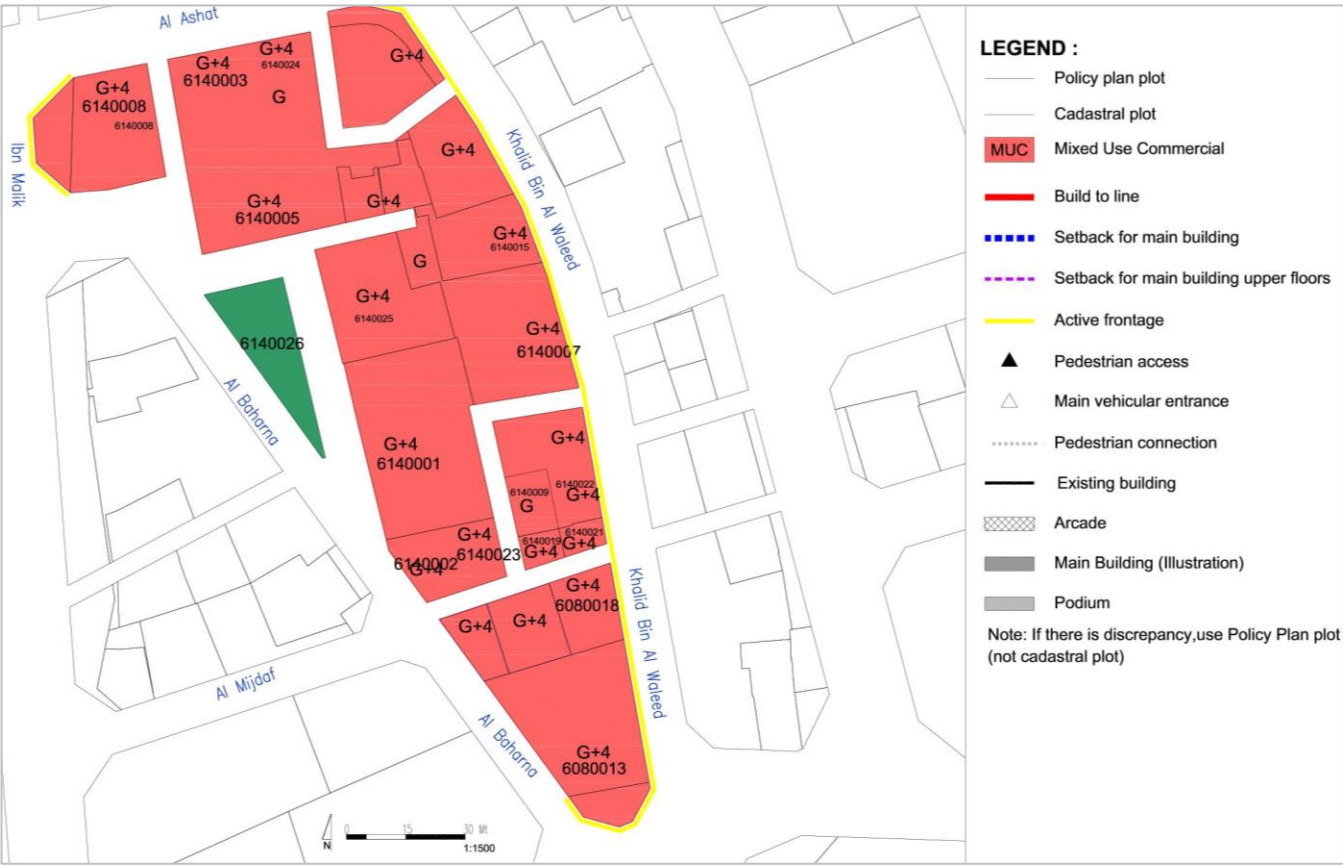 Al Ashat
G+4
6140008
6140008
G+4
6140003
G+4
6140024
G
G+4
Ibn Malik
G+4
6140005
G+4
G+4
Khalid Bin Al Waleed
G+4
6140015
G
G+4
6140025
G+4
6140007
6140026
Al Baharna
G+4
6140001
G+4
6140009
G
6140022
G+4
6140021
G+4
6140019
G+4
G+4
6140023
6140002
G+4
G+4
6080018
G+4
G+4
Khalid Bin Al Waleed
Al Mijdaf
Al Baharna
G+4
6080013
N
0 15 30 Mt.
1:1500
LEGEND :
Policy plan plot
Cadastral plot
MUC Mixed Use Commercial
Build to line
Setback for main building
Setback for main building upper floors
Active frontage
Pedestrian access
Main vehicular entrance
Pedestrian connection
Existing building
Arcade
Main Building (Illustration)
Podium
Note: If there is discrepancy,use Policy Plan plot
(not cadastral plot)